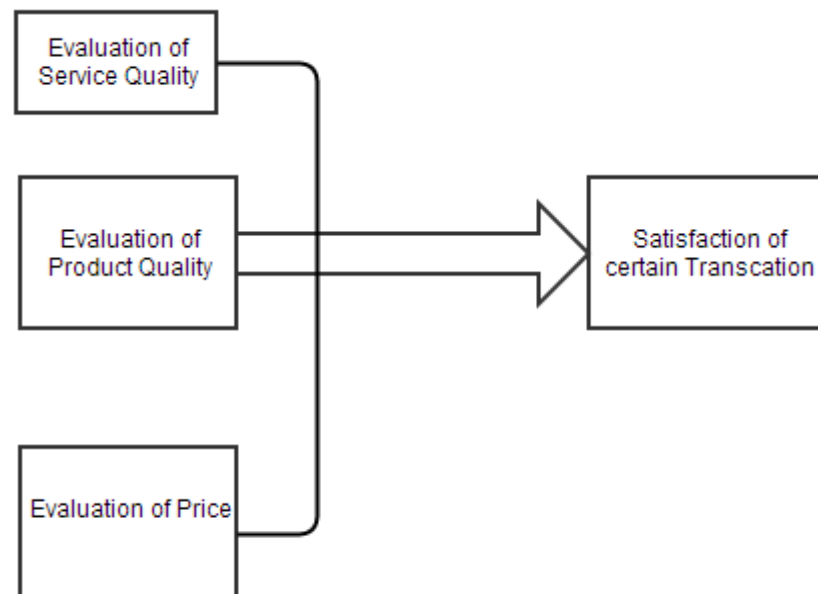 Evaluation of
Service Quality
Evaluation of
Product Quality
Satisfaction of
certain Transcation
Evaluation of Price